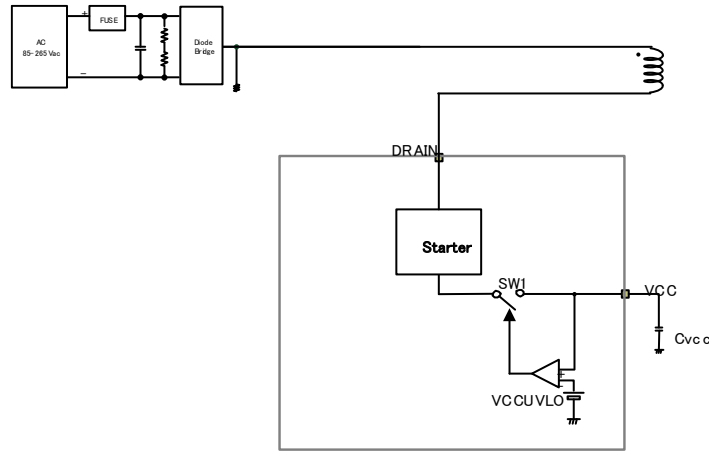 AC
85-265 Vac
+
−
FUSE
Diode
Bridge
DRAIN
Starter
SW1
VCC
Cvcc
+
-
VCCUVLO